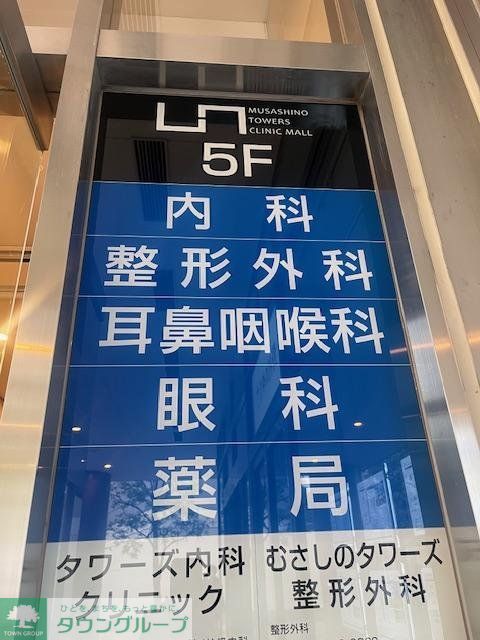 MUSASHINO
TOWERS
CLINIC MALL
5F
内科
整形外科
耳鼻咽喉科
眼科
薬局
タワーズ内科
クリニック
むさしのタワーズ
整形外科
整形外科
ひとを、まちを、もっと豊かに
タウングループ
TOWN GROUP